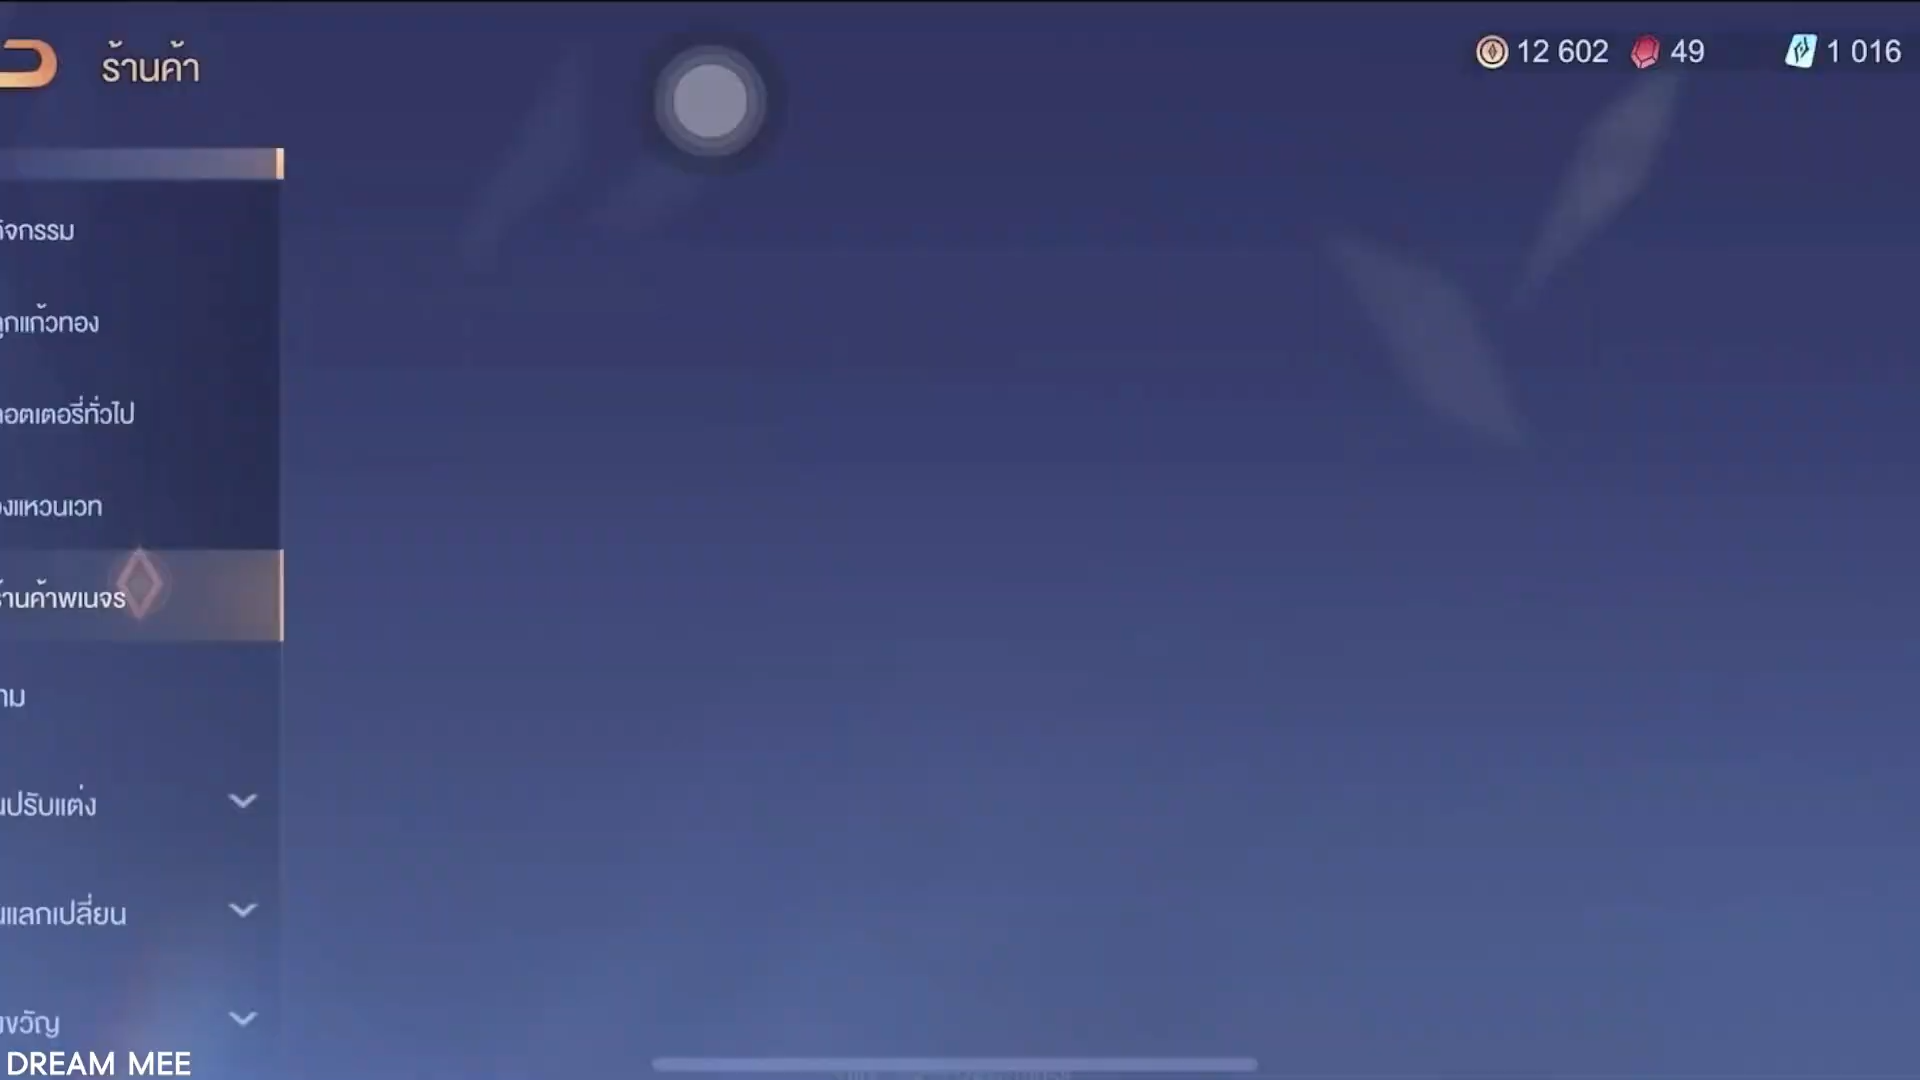 ร้านค้า
12 602
49
1 016
กิจกรรม
ลูกแก้วทอง
ลอตเตอรี่ทั่วไป
งแหวนเวท
ร้านค้าพเนจร
าม
นปรับแต่ง
นแลกเปลี่ยน
งขวัญ
DREAM MEE